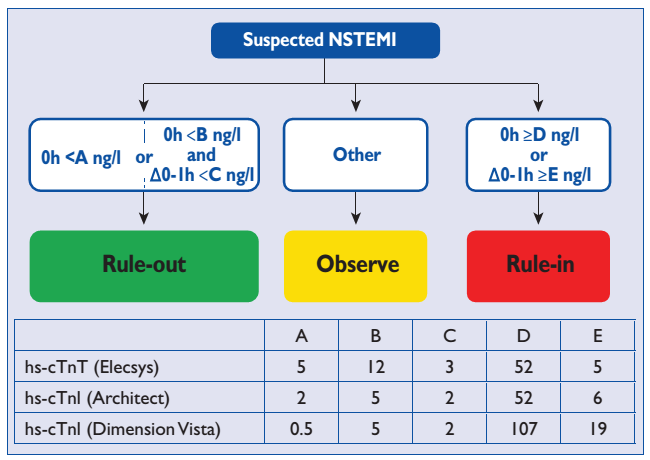 Suspected NSTEMI
0h <A ng/l or 0h <B ng/l
and
Δ0-1h <C ng/l
Other
0h ≥D ng/l
or
Δ0-1h ≥E ng/l
Rule-out
Observe
Rule-in
A B C D E
hs-cTnT (Elecsys) 5 12 3 52 5
hs-cTnI (Architect) 2 5 2 52 6
hs-cTnI (Dimension Vista) 0.5 5 2 107 19